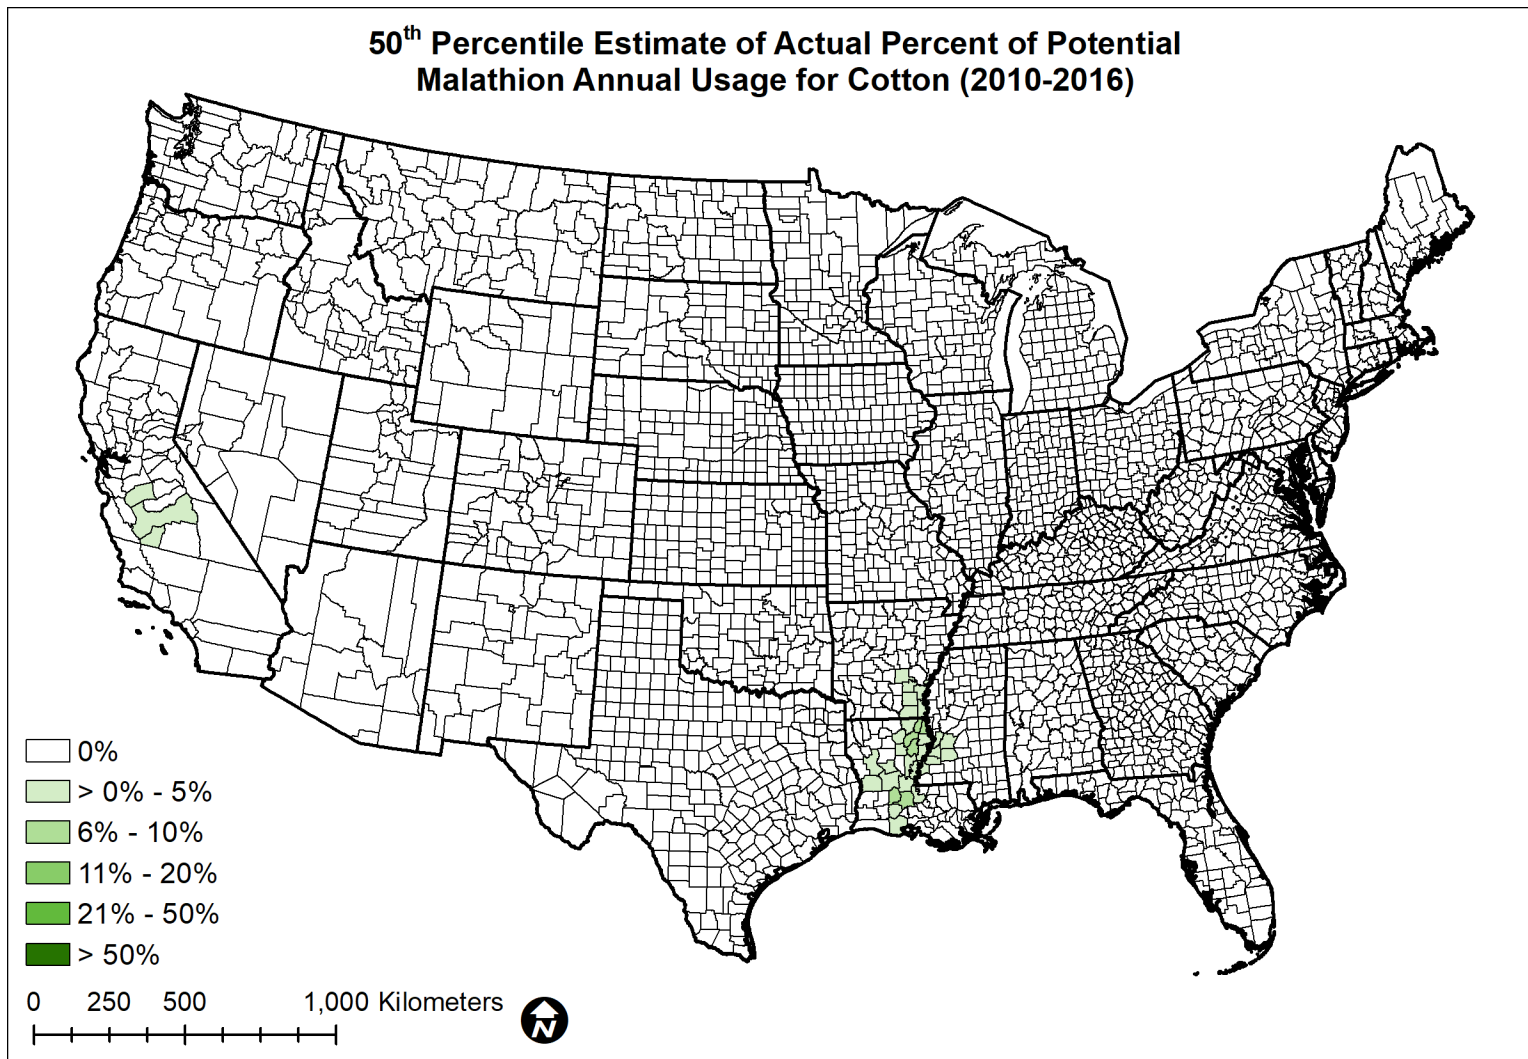 50th Percentile Estimate of Actual Percent of Potential
Malathion Annual Usage for Cotton (2010-2016)
0%
> 0% - 5%
6% - 10%
11% - 20%
21% - 50%
> 50%
0 250 500 1,000 Kilometers
N